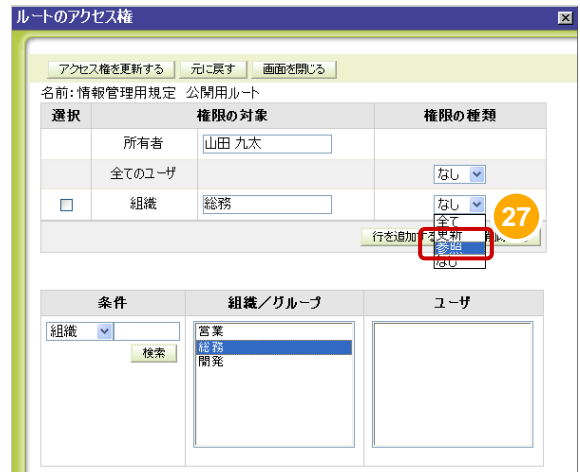 ルートのアクセス権
アクセス権を更新する 元に戻す 画面を閉じる
名前:情報管理用規定 公開用ルート
選択 権限の対象 権限の種類
所有者 山田 九太
全てのユーザ なし
組織 総務 なし
全て
27
行を追加する
更新
参照
なし
条件 組織/グループ ユーザ
組織 営業
検索 総務
開発